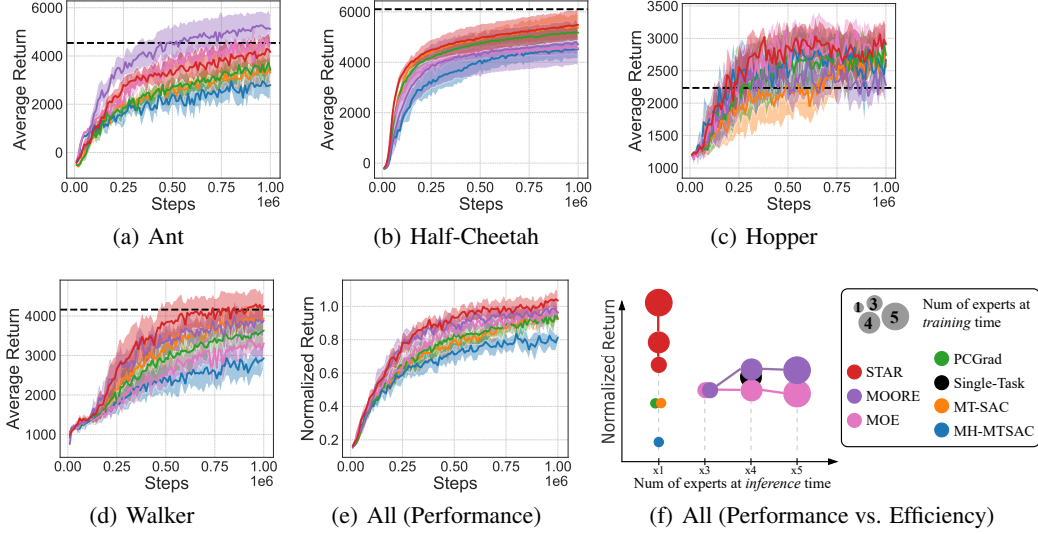 Average Return
6000
4000
2000
0
0.00 0.25 0.50 0.75 1.00
Steps
1e6
(a) Ant
Average Return
6000
4000
2000
0
0.00 0.25 0.50 0.75 1.00
Steps
1e6
(b) Half-Cheetah
Average Return
3500
3000
2500
2000
1500
1000
0.00 0.25 0.50 0.75 1.00
Steps
1e6
(c) Hopper
Average Return
4000
3000
2000
1000
0.00 0.25 0.50 0.75 1.00
Steps
1e6
(d) Walker
Normalized Return
1.0
0.8
0.6
0.4
0.2
0.00 0.25 0.50 0.75 1.00
Steps
1e6
(e) All (Performance)
Normalized Return
x1 x3 x4 x5
Num of experts at inference time
1 3 4 5
Num of experts at
training time
STAR
MOORE
MOE
PCGrad
Single-Task
MT-SAC
MH-MTSAC
(f) All (Performance vs. Efficiency)